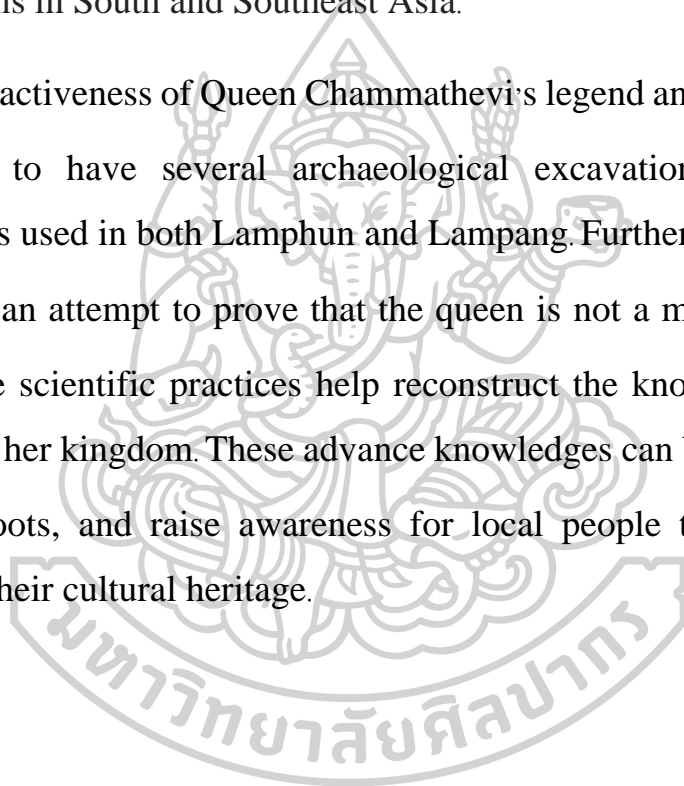 ns in South and Southeast Asia.
activeness of Queen Chammathevi's legend an
to have several archaeological excavation
s used in both Lamphun and Lampang. Further
an attempt to prove that the queen is not a m
e scientific practices help reconstruct the kno
her kingdom. These advance knowledges can
oots, and raise awareness for local people t
heir cultural heritage.
มหาวิทยาลัยศิลปากร